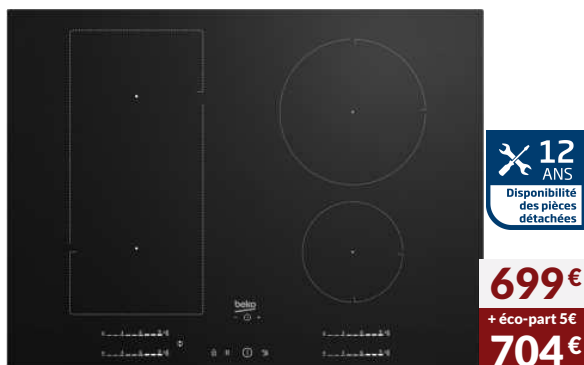 beko
12
ANS
Disponibilité
des pièces
détachées
699€
+ éco-part 5€
704€